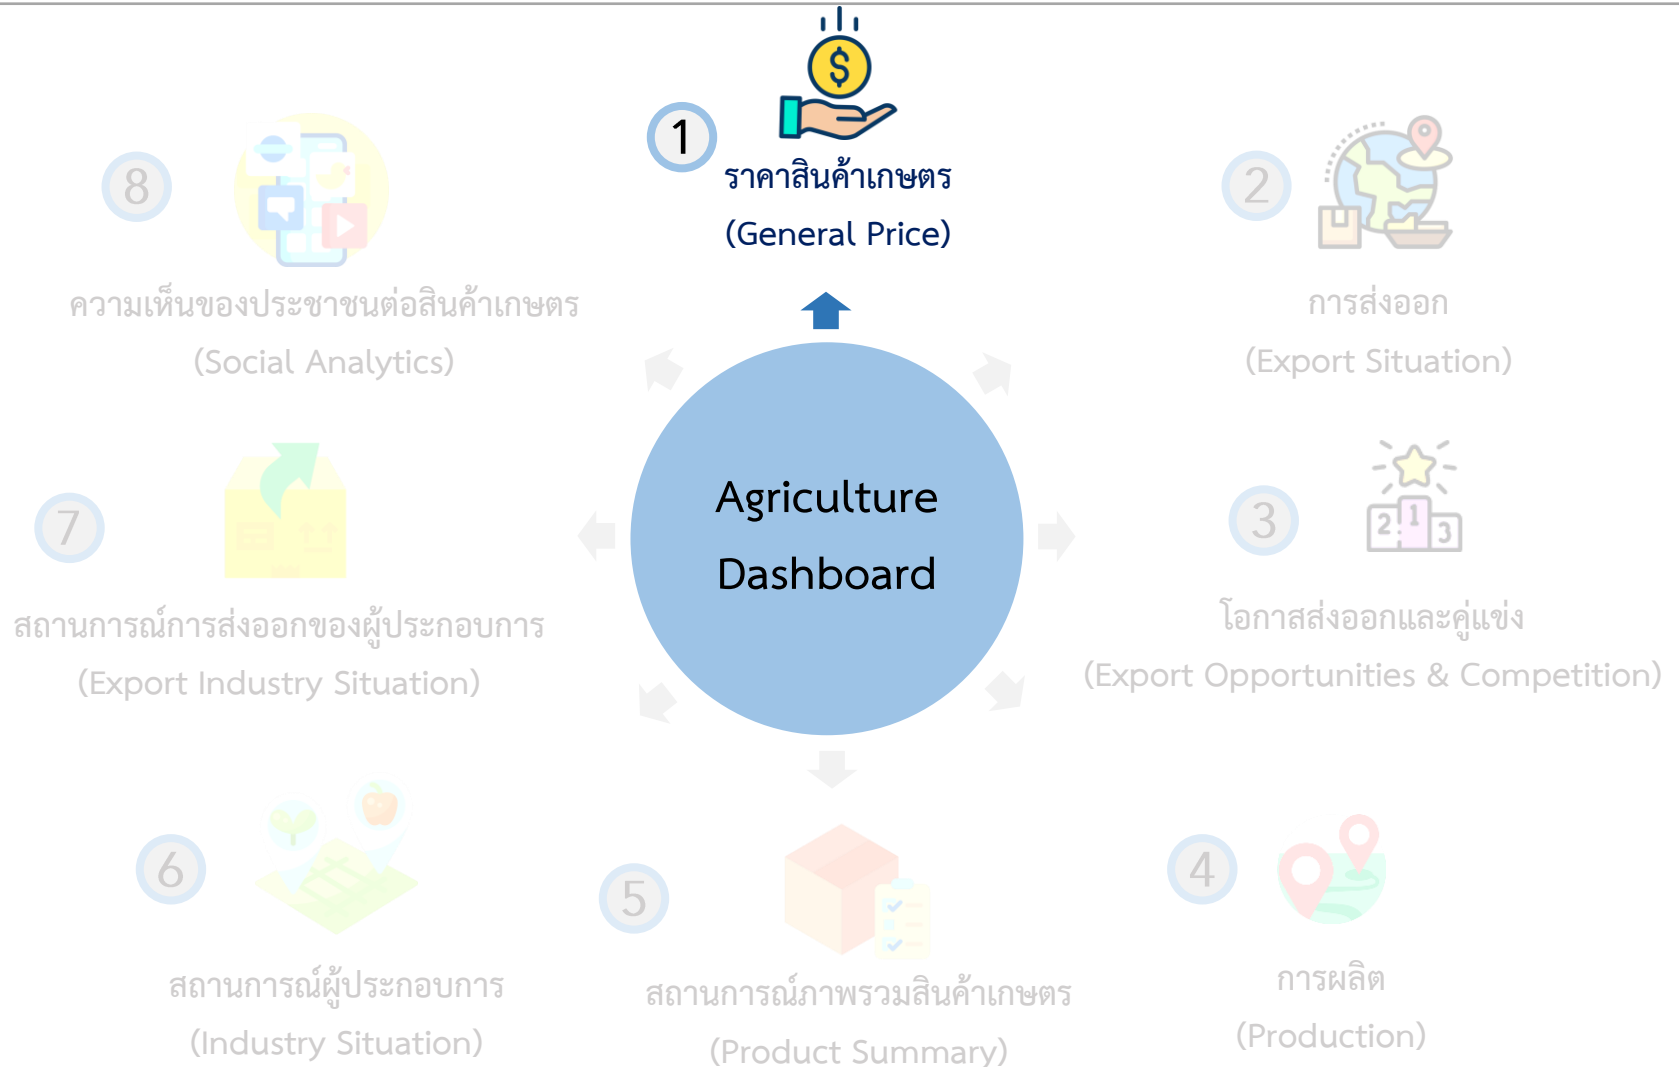 1
ราคาสินค้าเกษตร
(General Price)
2
การส่งออก
(Export Situation)
3
2 1 3
โอกาสส่งออกและคู่แข่ง
(Export Opportunities & Competition)
4
การผลิต
(Production)
5
สถานการณ์ภาพรวมสินค้าเกษตร
(Product Summary)
6
สถานการณ์ผู้ประกอบการ
(Industry Situation)
7
สถานการณ์การส่งออกของผู้ประกอบการ
(Export Industry Situation)
8
ความเห็นของประชาชนต่อสินค้าเกษตร
(Social Analytics)
Agriculture
Dashboard
$